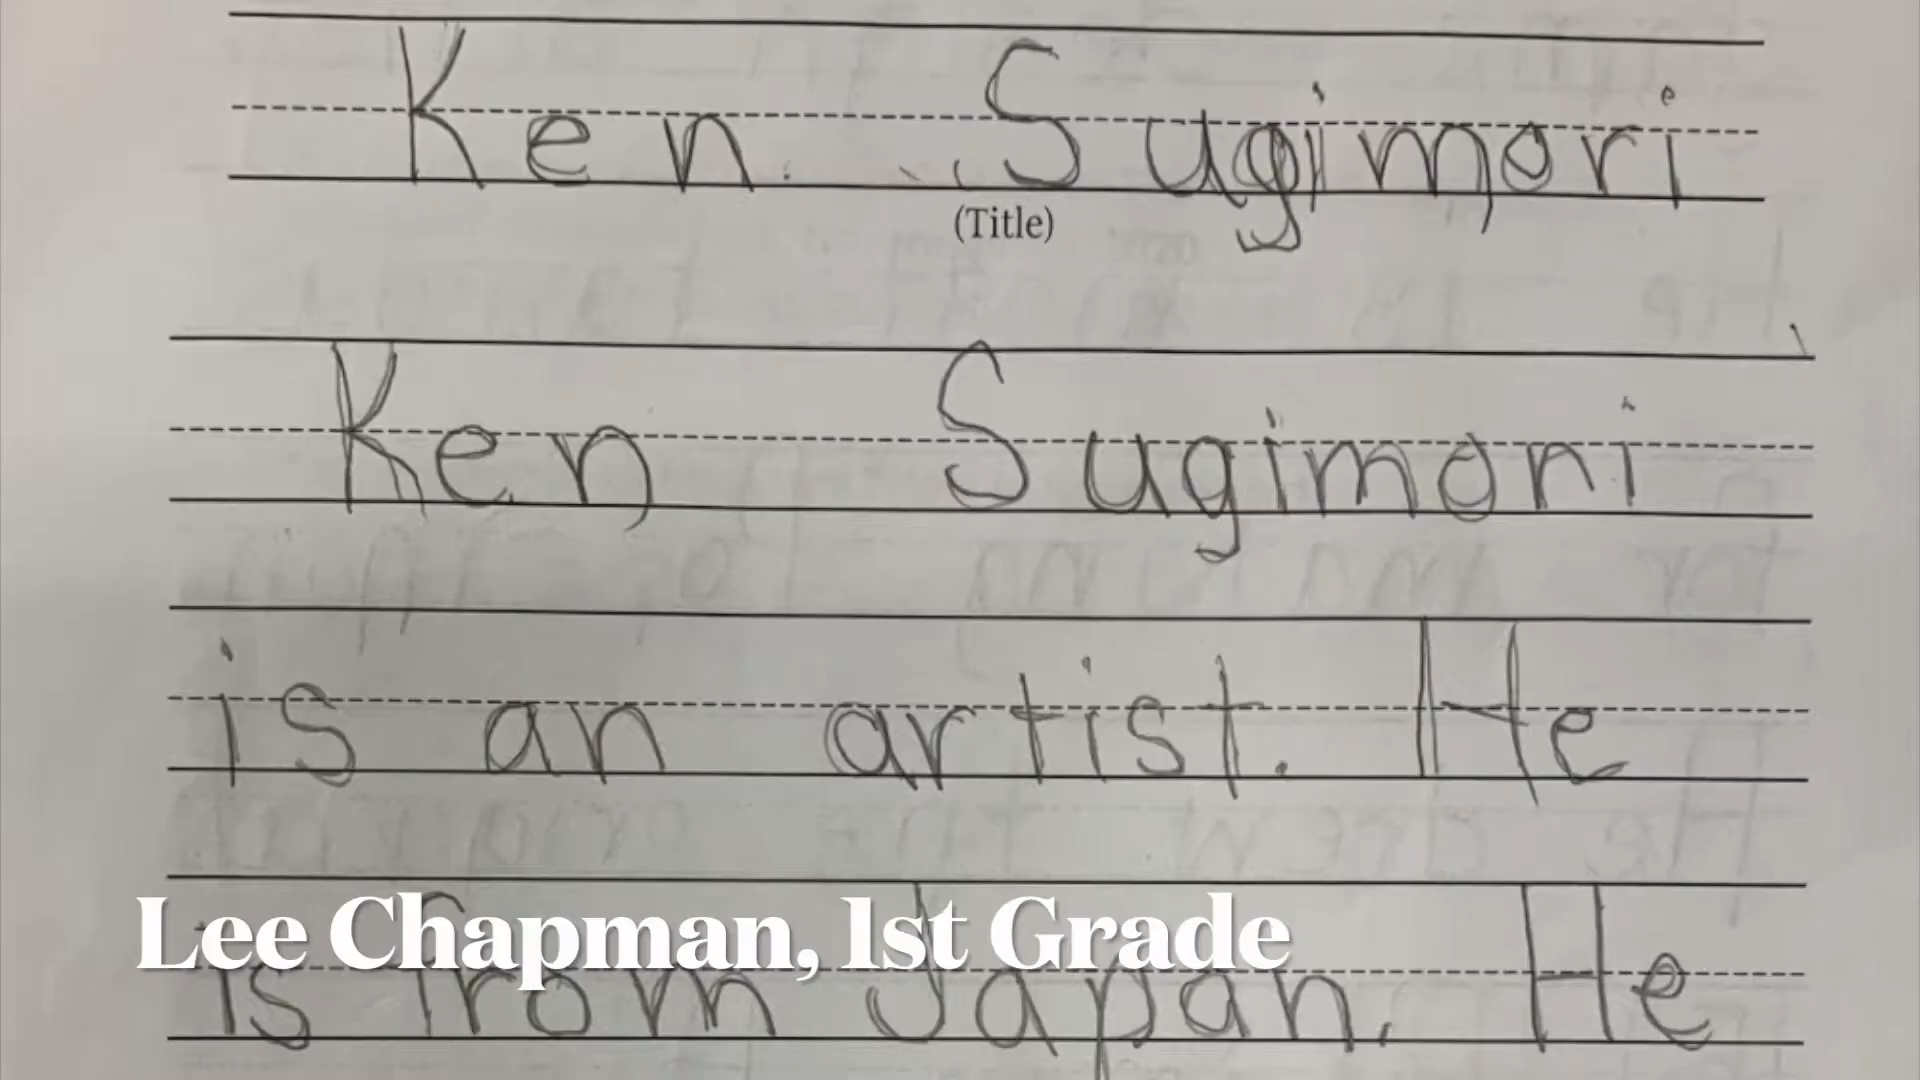 Ken. Sugimori
(Title)
Ken Sugimori
is an artist. He
Lee Chapman, 1st Grade
is from Japan. He